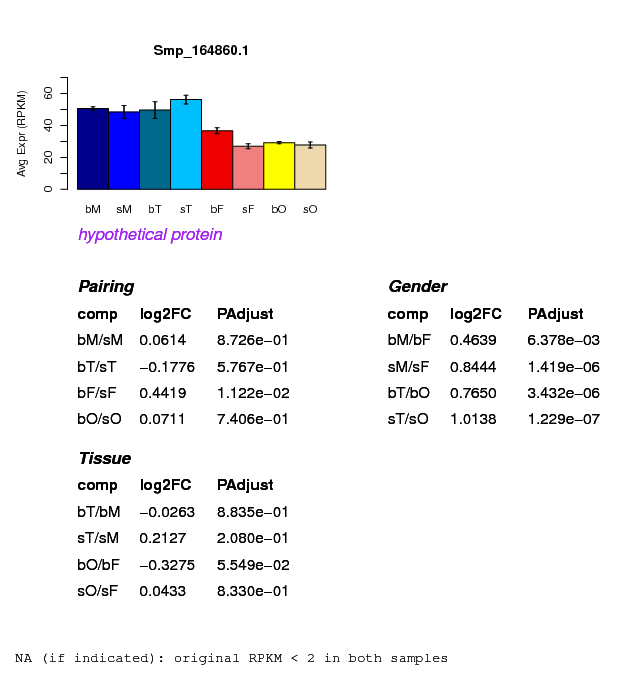 Smp_164860.1
Avg Expr (RPKM)
0 20 40 60
bM sM bT sT bF sF bO sO
hypothetical protein
Pairing
comp log2FC PAdjust
bM/sM 0.0614 8.726e−01
bT/sT −0.1776 5.767e−01
bF/sF 0.4419 1.122e−02
bO/sO 0.0711 7.406e−01
Gender
comp log2FC PAdjust
bM/bF 0.4639 6.378e−03
sM/sF 0.8444 1.419e−06
bT/bO 0.7650 3.432e−06
sT/sO 1.0138 1.229e−07
Tissue
comp log2FC PAdjust
bT/bM −0.0263 8.835e−01
sT/sM 0.2127 2.080e−01
bO/bF −0.3275 5.549e−02
sO/sF 0.0433 8.330e−01
NA (if indicated): original RPKM < 2 in both samples